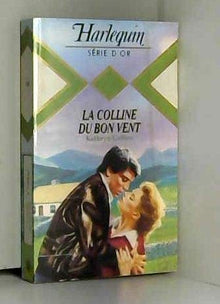 Harlequin
SÉRIE D'OR
LA COLLINE
DU BON VENT